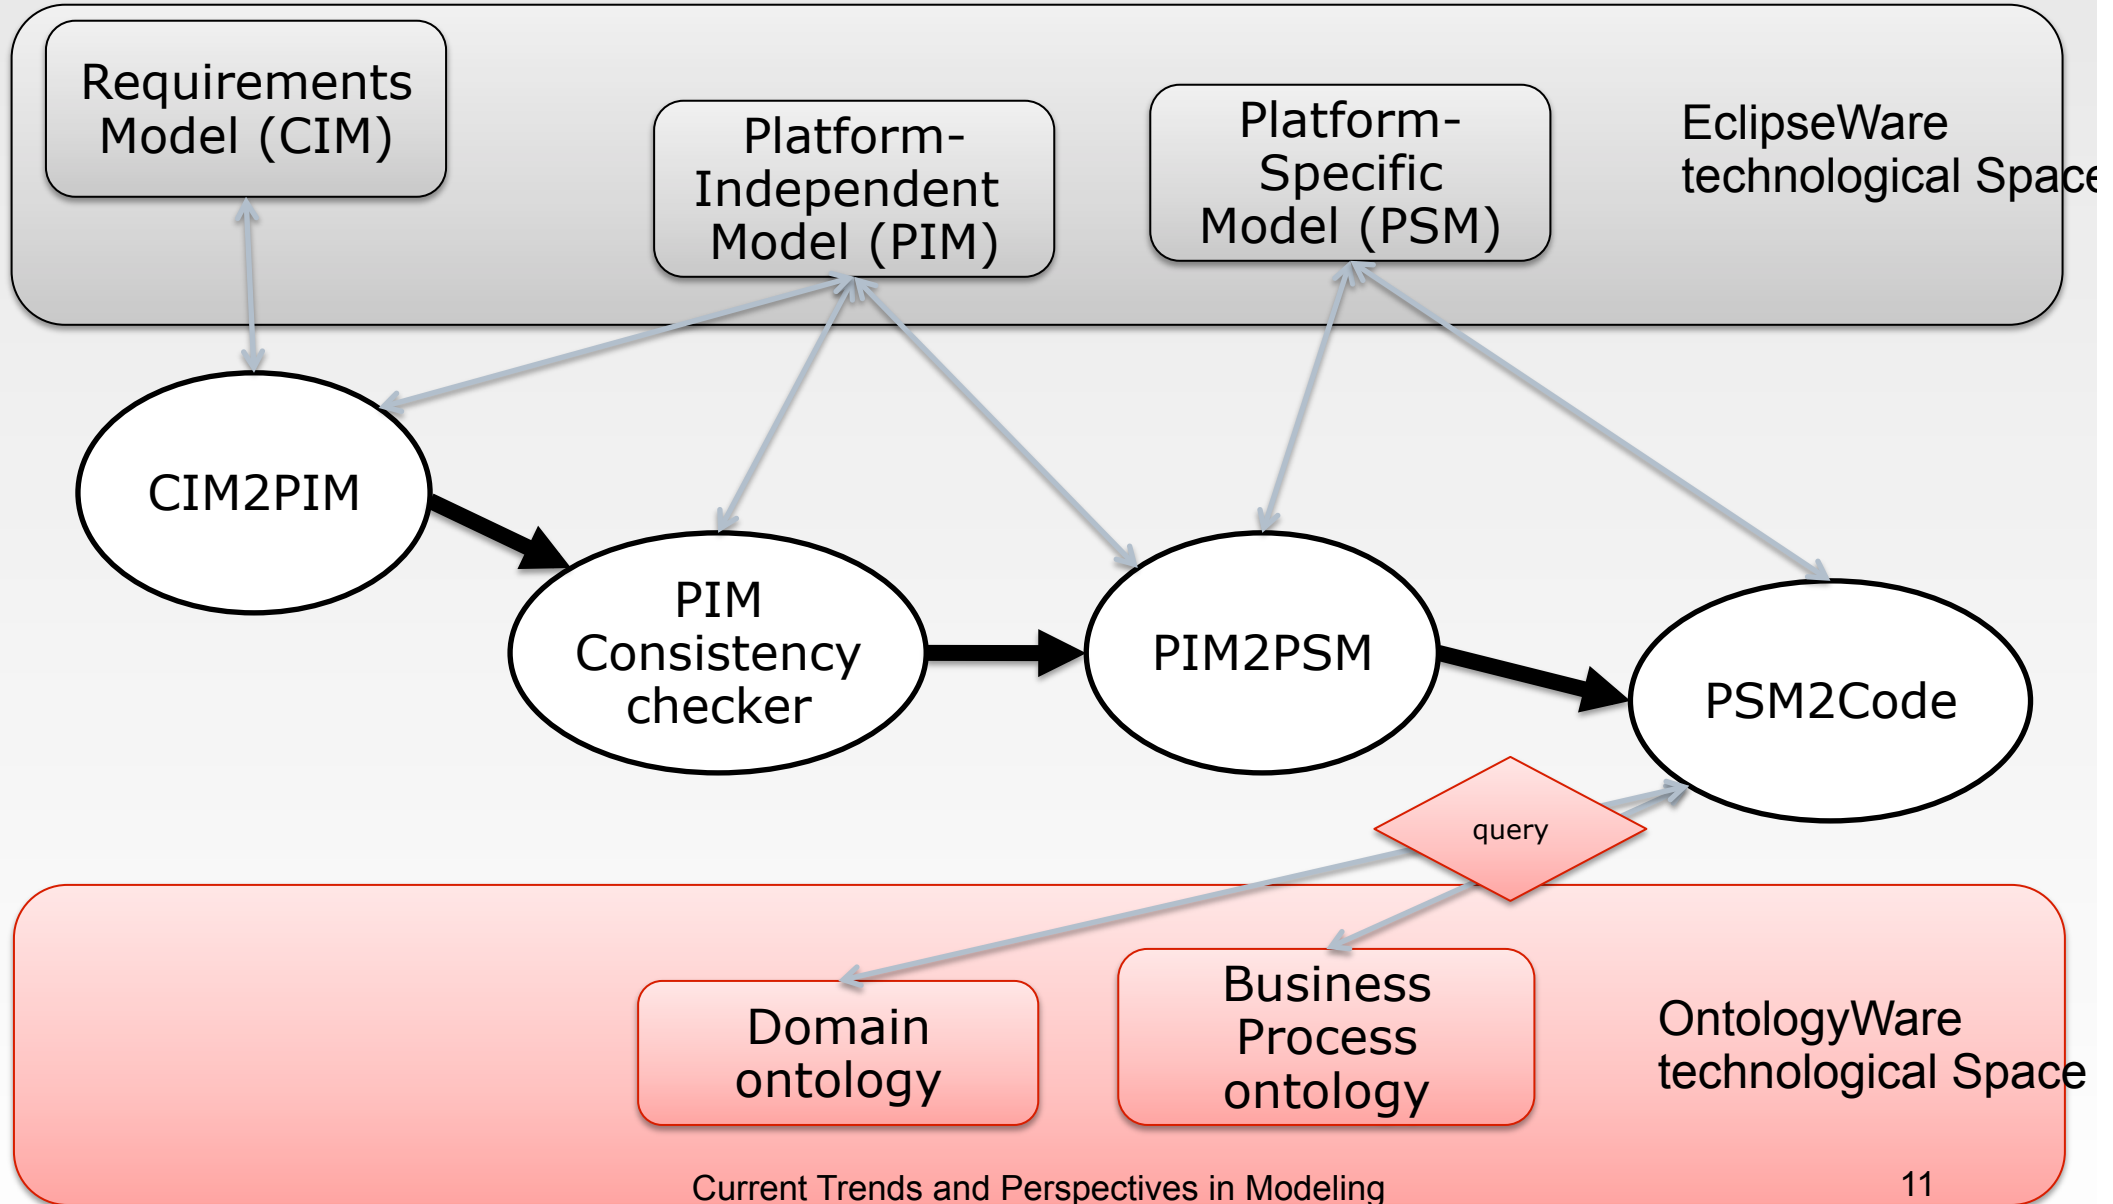 Requirements
Model (CIM)
Platform-
Independent
Model (PIM)
Platform-
Specific
Model (PSM)
EclipseWare
technological Space
CIM2PIM
PIM
Consistency
checker
PIM2PSM
PSM2Code
query
Domain
ontology
Business
Process
ontology
OntologyWare
technological Space
Current Trends and Perspectives in Modeling
11